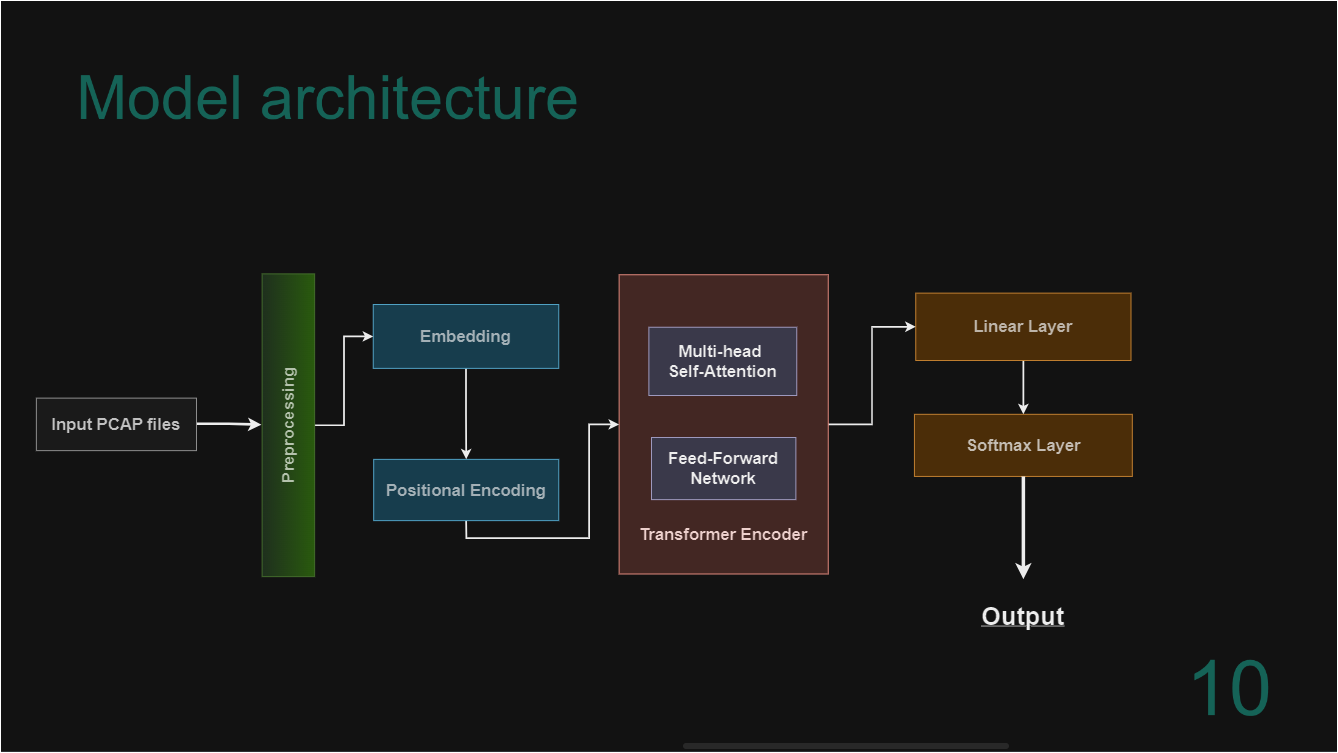 Model architecture
Input PCAP files
Preprocessing
Embedding
Positional Encoding
Multi-head
Self-Attention
Feed-Forward
Network
Transformer Encoder
Linear Layer
Softmax Layer
Output
10